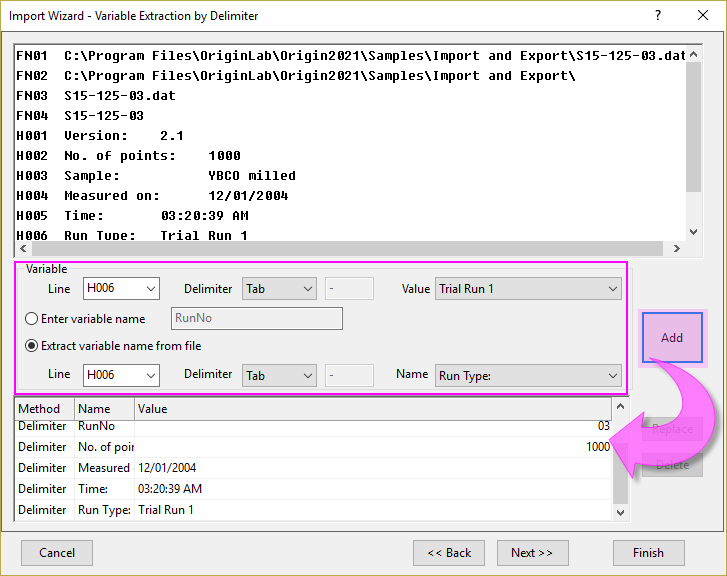 Import Wizard - Variable Extraction by Delimiter ?
FN01 C:\Program Files\OriginLab\Origin2021\Samples\Import and Export\S15-125-03.dat
FN02 C:\Program Files\OriginLab\Origin2021\Samples\Import and Export\
FN03 S15-125-03.dat
FN04 S15-125-03
H001 Version: 2.1
H002 No. of points: 1000
H003 Sample: YBCO milled
H004 Measured on: 12/01/2004
H005 Time: 03:20:39 AM
H006 Run Type: Trial Run 1
Variable
Line H006 Delimiter Tab - Value Trial Run 1
Enter variable name RunNo
Extract variable name from file
Line H006 Delimiter Tab - Name Run Type:
Add
Method Name Value
Delimiter RunNo 03
Delimiter No. of poin 1000
Delimiter Measured 12/01/2004
Delimiter Time: 03:20:39 AM
Delimiter Run Type: Trial Run 1
Replace
Delete
Cancel << Back Next >> Finish